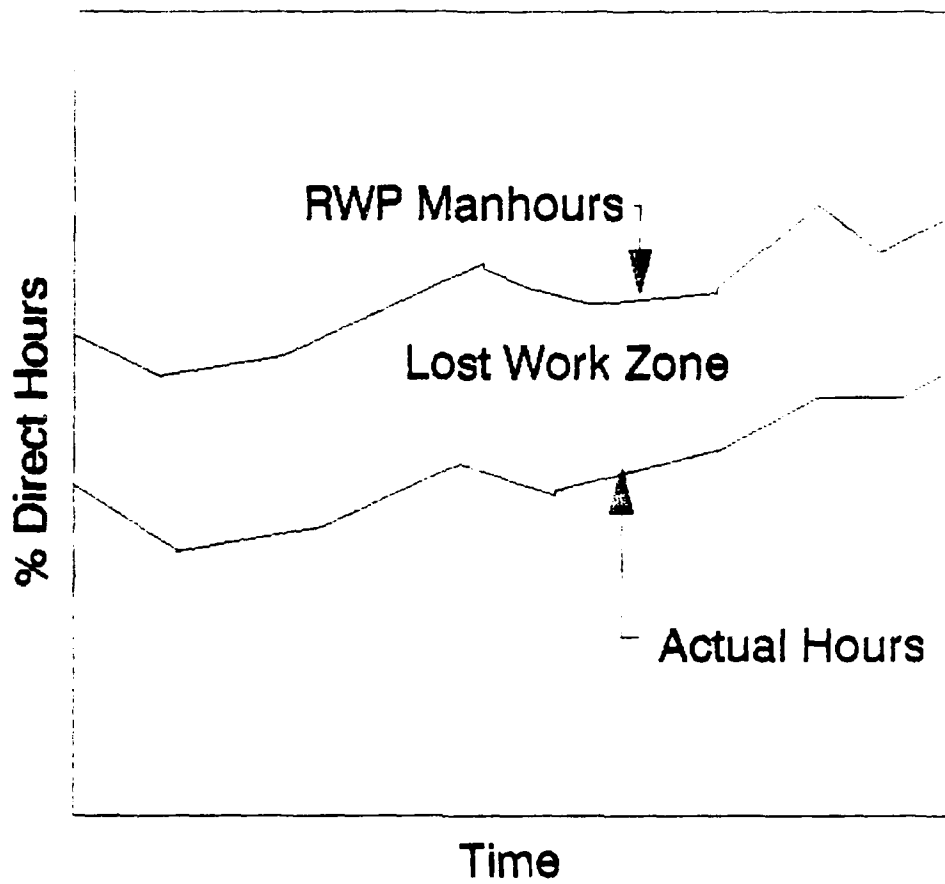 RWP Manhours
Lost Work Zone
% Direct Hours
Actual Hours
Time